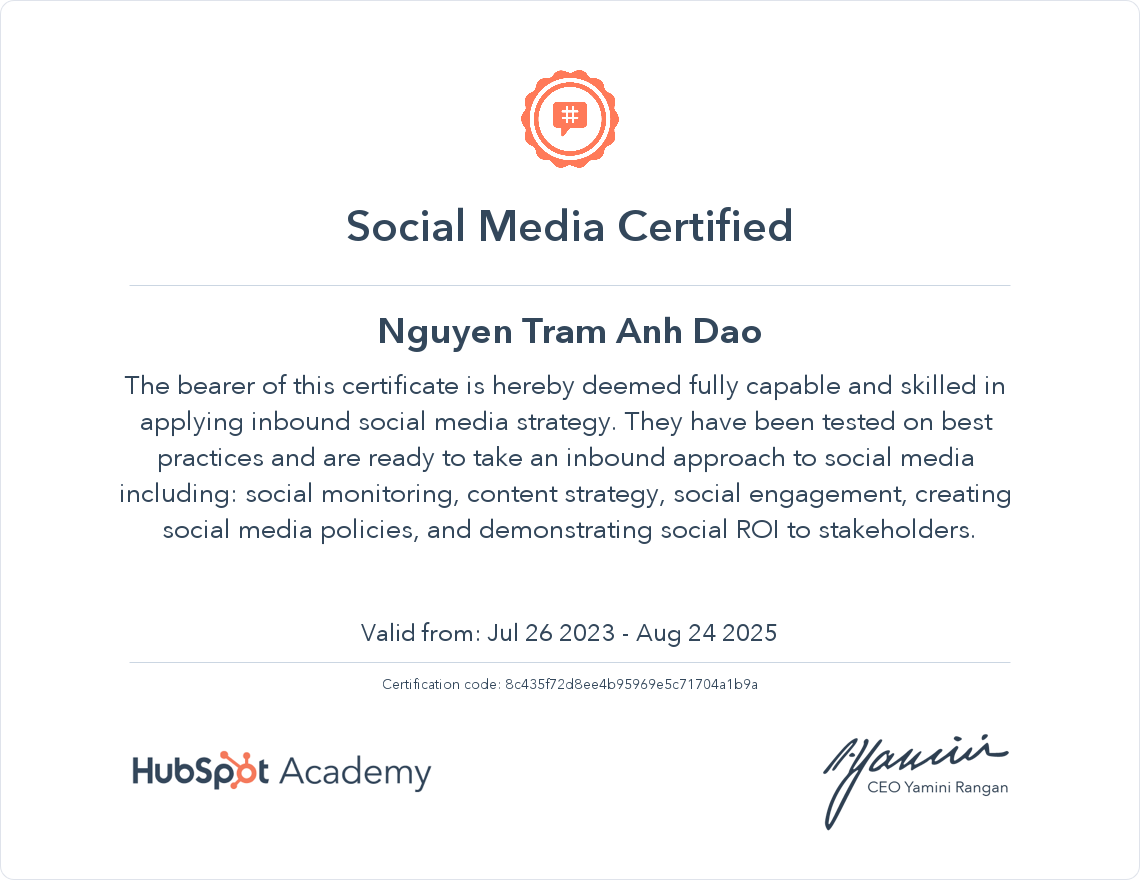 #
Social Media Certified
Nguyen Tram Anh Dao
The bearer of this certificate is hereby deemed fully capable and skilled in
applying inbound social media strategy. They have been tested on best
practices and are ready to take an inbound approach to social media
including: social monitoring, content strategy, social engagement, creating
social media policies, and demonstrating social ROI to stakeholders.
Valid from: Jul 26 2023 - Aug 24 2025
Certification code: 8c435f72d8ee4b95969e5c71704a1b9a
HubSpot Academy
Yamini
CEO Yamini Rangan